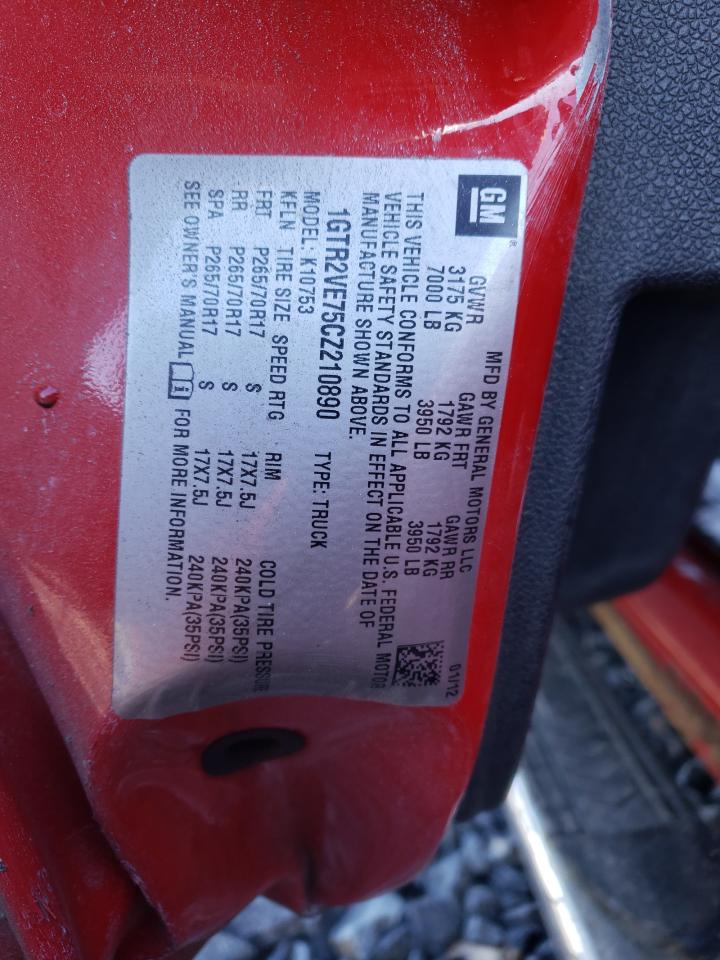 GM ®
MFD BY GENERAL MOTORS LLC 01/12
GVWR GAWR FRT GAWR RR
3175 KG 1792 KG 1792 KG
7000 LB 3950 LB 3950 LB
THIS VEHICLE CONFORMS TO ALL APPLICABLE U.S. FEDERAL MOTOR
VEHICLE SAFETY STANDARDS IN EFFECT ON THE DATE OF
MANUFACTURE SHOWN ABOVE.
1GTR2VE75CZ210890 TYPE: TRUCK
MODEL: K10753
KFLN TIRE SIZE SPEED RTG RIM COLD TIRE PRESSURE
FRT P265/70R17 S 17X7.5J 240KPA(35PSI)
RR P265/70R17 S 17X7.5J 240KPA(35PSI)
SPA P265/70R17 S 17X7.5J 240KPA(35PSI)
SEE OWNER'S MANUAL FOR MORE INFORMATION.